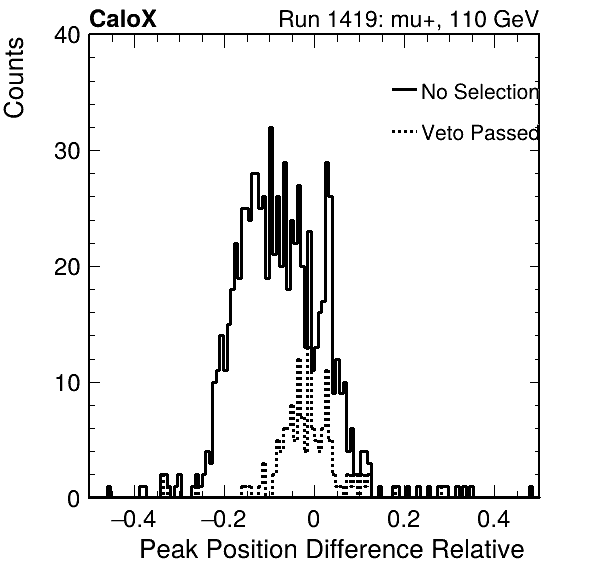 CaloX Run 1419: mu+, 110 GeV
Counts
40
30
20
10
0
No Selection
Veto Passed
−0.4 −0.2 0 0.2 0.4
Peak Position Difference Relative